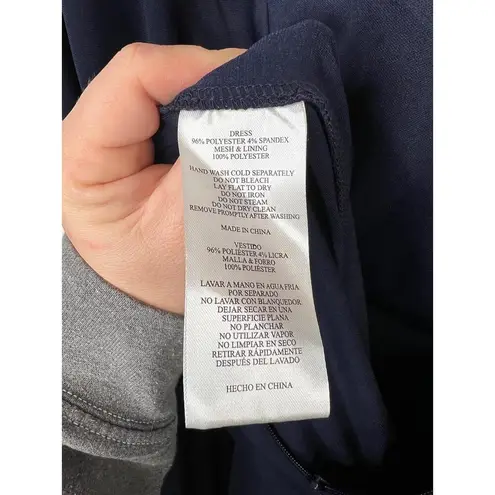 DRESS
96% POLYESTER 4% SPANDEX
MESH & LINING
100% POLYESTER
HAND WASH COLD SEPARATELY
DO NOT BLEACH
LAY FLAT TO DRY
DO NOT IRON
DO NOT STEAM
DO NOT DRY CLEAN
REMOVE PROMPTLY AFTER WASHING
MADE IN CHINA
VESTIDO
96% POLIÉSTER 4% LICRA
MALLA & FORRO
100% POLIÉSTER
LAVAR A MANO EN AGUA FRIA
POR SEPARADO
NO LAVAR CON BLANQUEDOR
DEJAR SECAR EN UNA
SUPERFICIE PLANA
NO PLANCHAR
NO UTILIZAR VAPOR
NO LIMPIAR EN SECO
RETIRAR RÁPIDAMENTE
DESPUÉS DEL LAVADO
HECHO EN CHINA